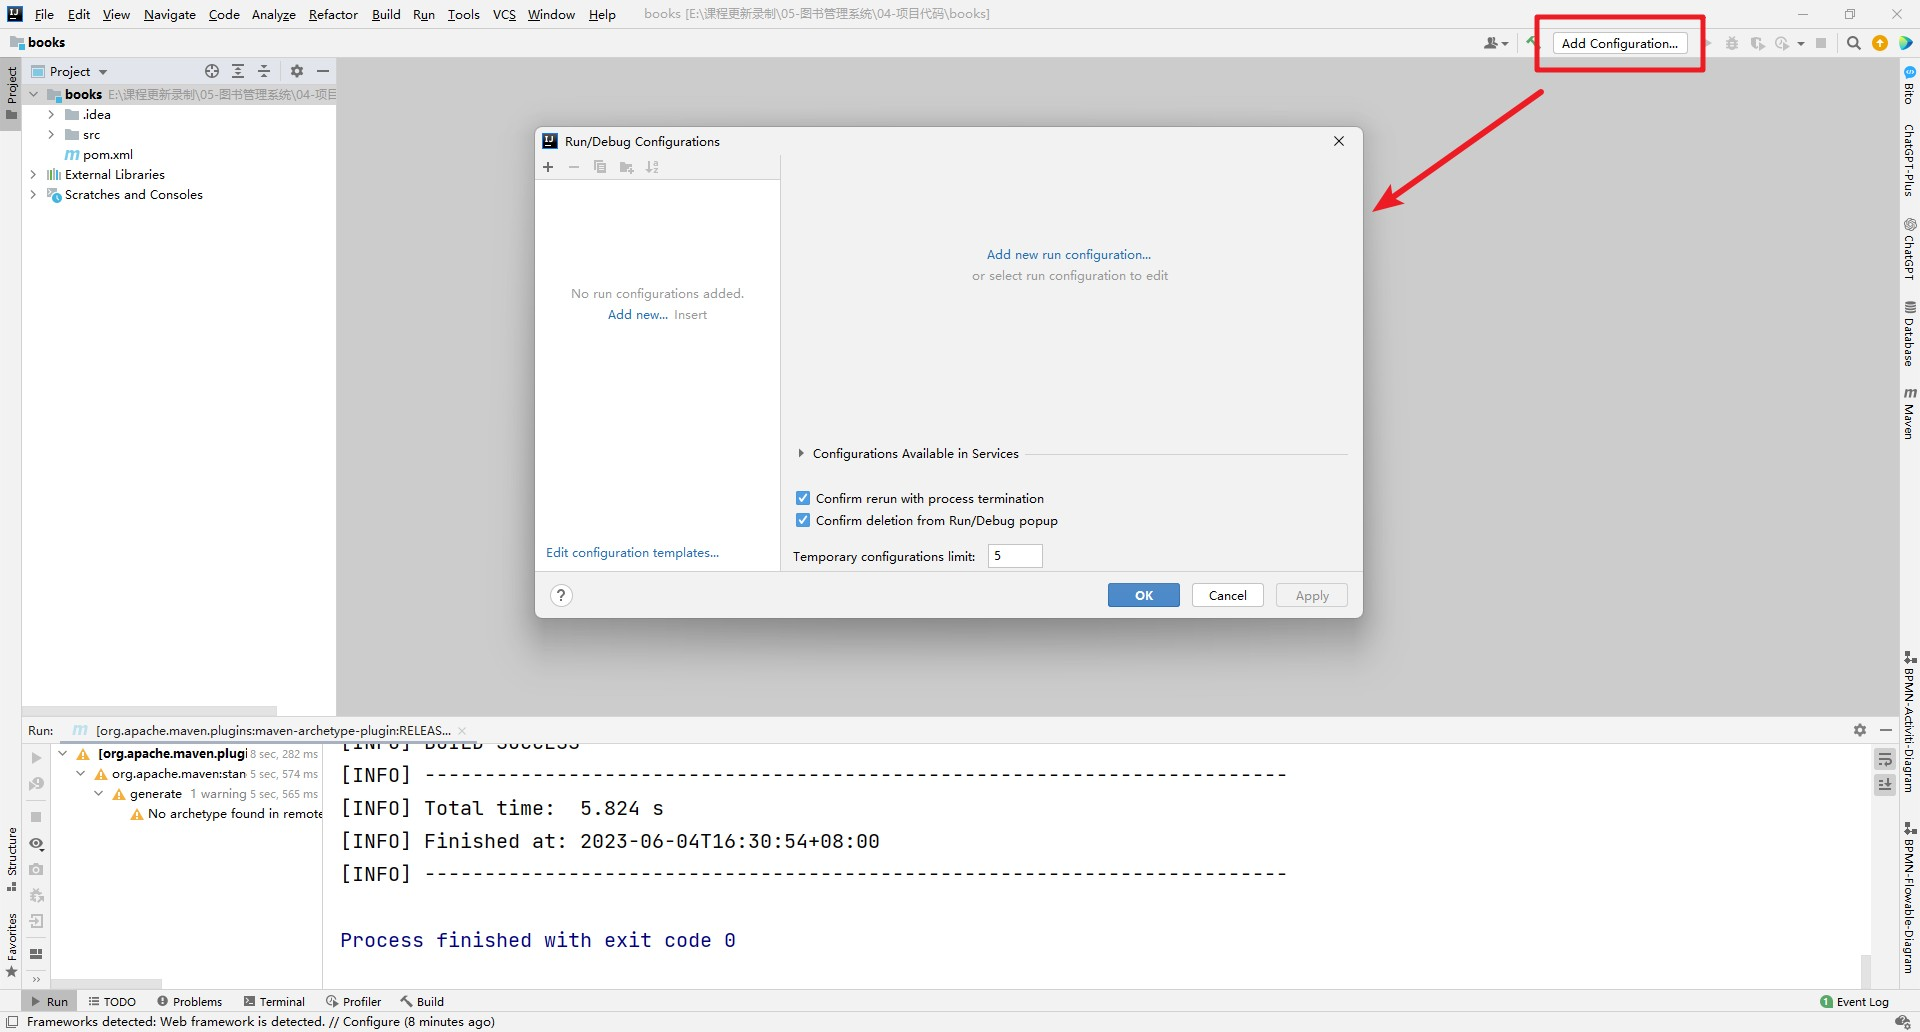 File Edit View Navigate Code Analyze Refactor Build Run Tools VCS Window Help books [E:\课程更新录制\05-图书管理系统\04-项目代码\books]
books
Add Configuration...
Project
books E:\课程更新录制\05-图书管理系统\04-项目
.idea
src
pom.xml
External Libraries
Scratches and Consoles
Run/Debug Configurations
No run configurations added.
Add new... Insert
Edit configuration templates...
Add new run configuration...
or select run configuration to edit
Configurations Available in Services
Confirm rerun with process termination
Confirm deletion from Run/Debug popup
Temporary configurations limit: 5
?
OK Cancel Apply
Project
Structure
Favorites
Bito
ChatGPT-Plus
ChatGPT
Database
Maven
BPMN-Activiti-Diagram
BPMN-Flowable-Diagram
Run: [org.apache.maven.plugins:maven-archetype-plugin:RELEAS...
[org.apache.maven.plugi 8 sec, 282 ms
org.apache.maven:stan 5 sec, 574 ms
generate 1 warning 5 sec, 565 ms
No archetype found in remote
[INFO] BUILD SUCCESS
[INFO] ------------------------------------------------------------------------
[INFO] Total time: 5.824 s
[INFO] Finished at: 2023-06-04T16:30:54+08:00
[INFO] ------------------------------------------------------------------------
Process finished with exit code 0
Run TODO Problems Terminal Profiler Build 1 Event Log
Frameworks detected: Web framework is detected. // Configure (8 minutes ago)